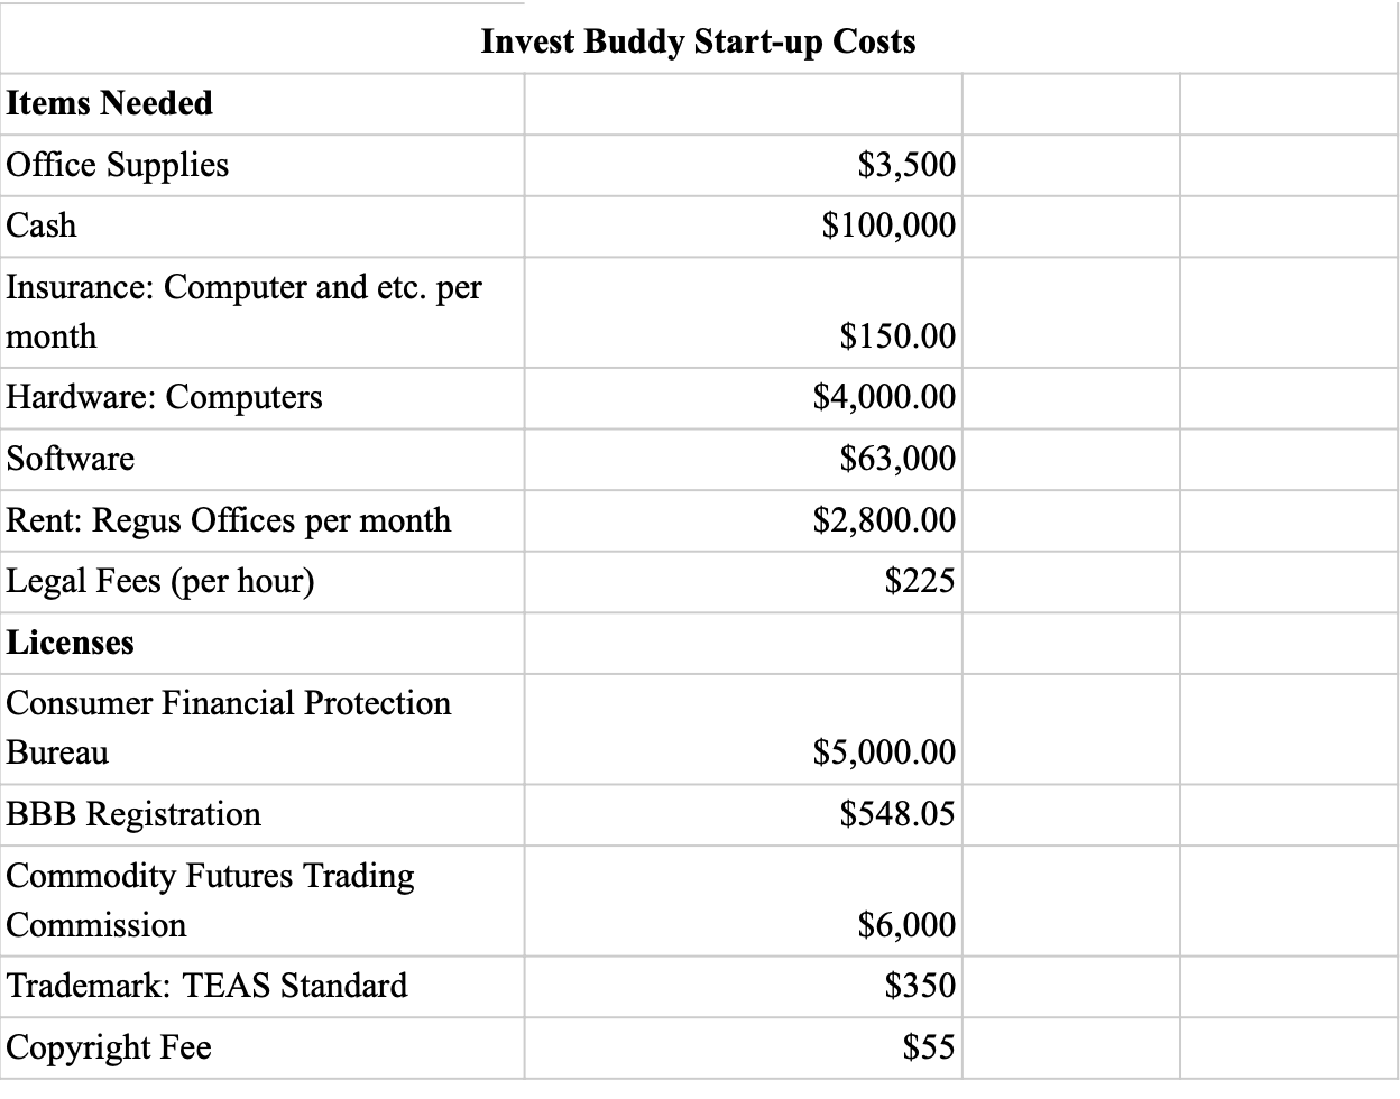 Invest Buddy Start-up Costs
Items Needed
Office Supplies $3,500
Cash $100,000
Insurance: Computer and etc. per
month $150.00
Hardware: Computers $4,000.00
Software $63,000
Rent: Regus Offices per month $2,800.00
Legal Fees (per hour) $225
Licenses
Consumer Financial Protection
Bureau $5,000.00
BBB Registration $548.05
Commodity Futures Trading
Commission $6,000
Trademark: TEAS Standard $350
Copyright Fee $55